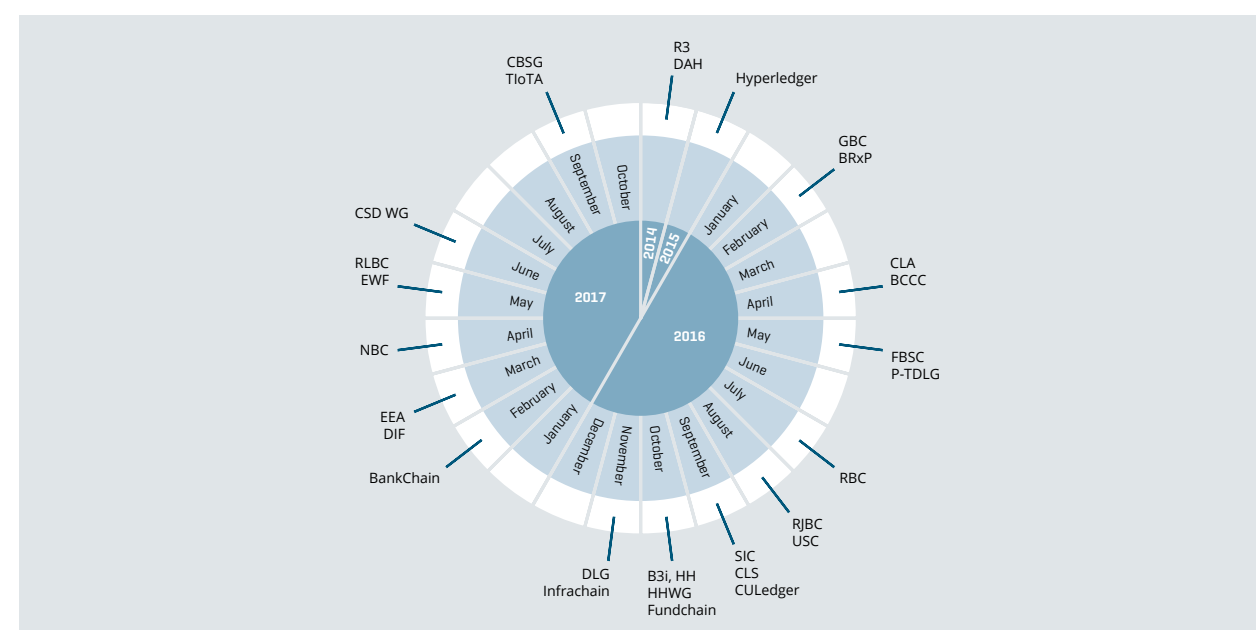 R3
DAH
Hyperledger
GBC
BRxP
CLA
BCCC
FBSC
P-TDLG
RBC
RJBC
USC
SIC
CLS
CULedger
B3i, HH
HHWG
Fundchain
DLG
Infrachain
BankChain
EEA
DIF
NBC
RLBC
EWF
CSD WG
CBSG
TIoTA
2014
2015
2016
January
February
March
April
May
June
July
August
September
October
November
December
2017
January
February
March
April
May
June
July
August
September
October